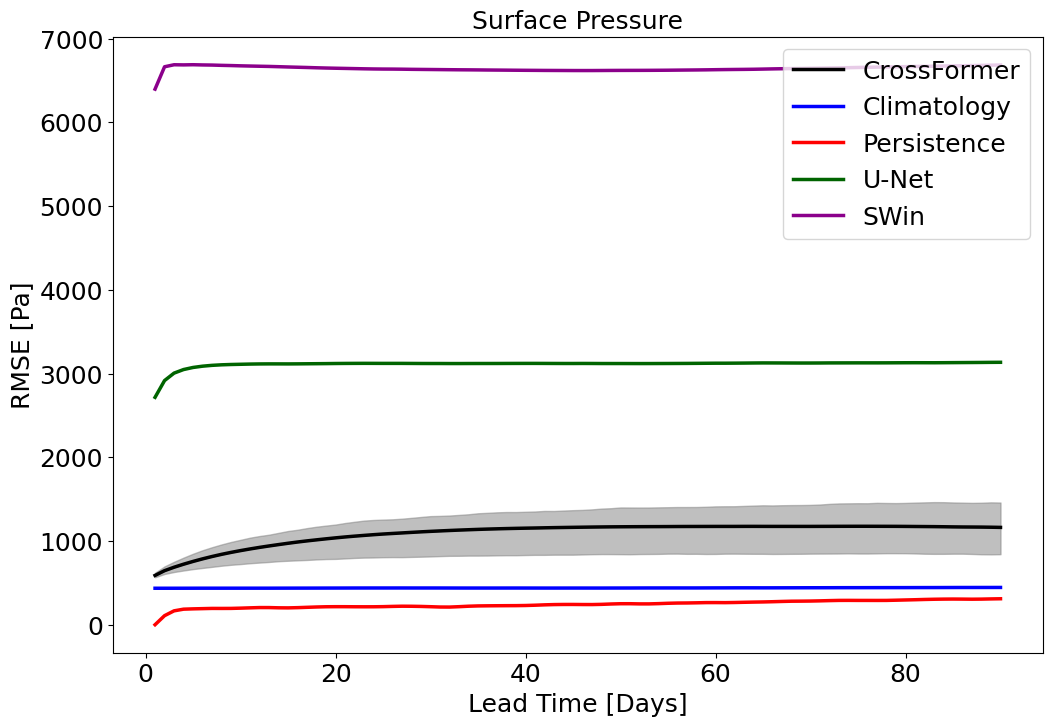 Surface Pressure
7000
6000
5000
4000
3000
2000
1000
0
RMSE [Pa]
CrossFormer
Climatology
Persistence
U-Net
SWin
0 20 40 60 80
Lead Time [Days]